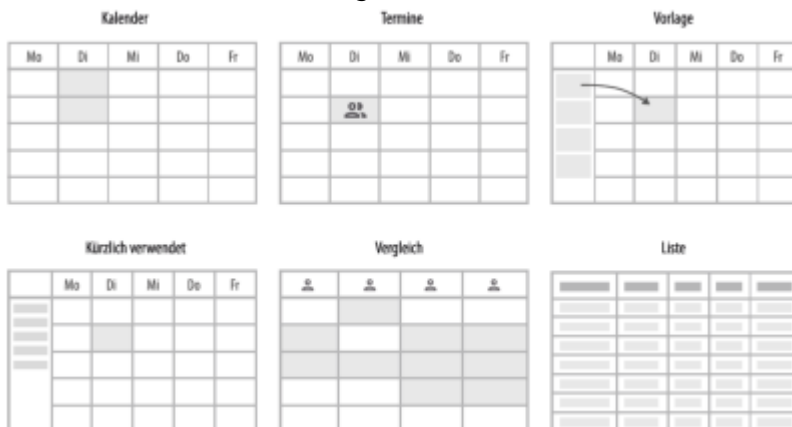 Kalender
Termine
Vorlage
Mo Di Mi Do Fr
Mo Di Mi Do Fr
Mo Di Mi Do Fr
Kürzlich verwendet
Vergleich
Liste
Mo Di Mi Do Fr